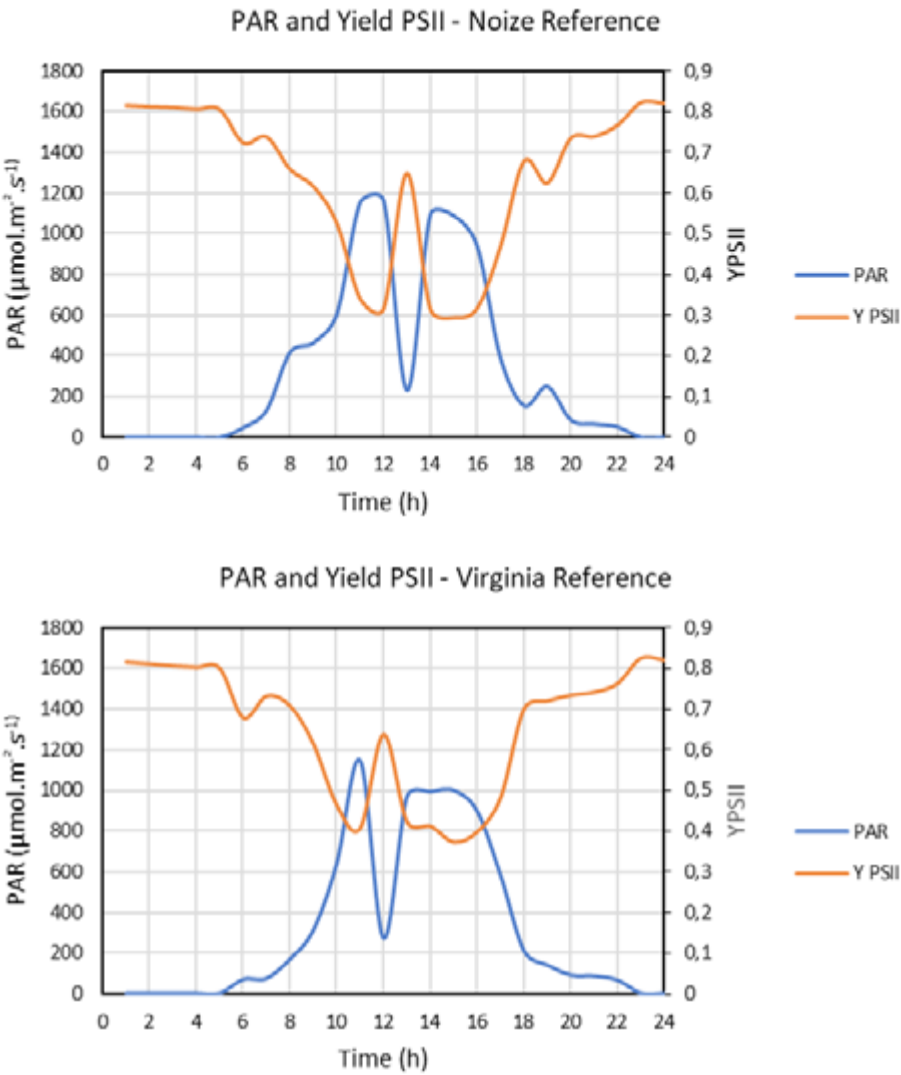 PAR and Yield PSII - Noize Reference
1800 0,9
1600 0,8
1400 0,7
1200 0,6
1000 0,5
800 0,4
600 0,3
400 0,2
200 0,1
0 0
PAR (µmol.m⁻².s⁻¹)
YPSII
PAR
Y PSII
0 2 4 6 8 10 12 14 16 18 20 22 24
Time (h)
PAR and Yield PSII - Virginia Reference
1800 0,9
1600 0,8
1400 0,7
1200 0,6
1000 0,5
800 0,4
600 0,3
400 0,2
200 0,1
0 0
PAR (µmol.m⁻².s⁻¹)
YPSII
PAR
Y PSII
0 2 4 6 8 10 12 14 16 18 20 22 24
Time (h)